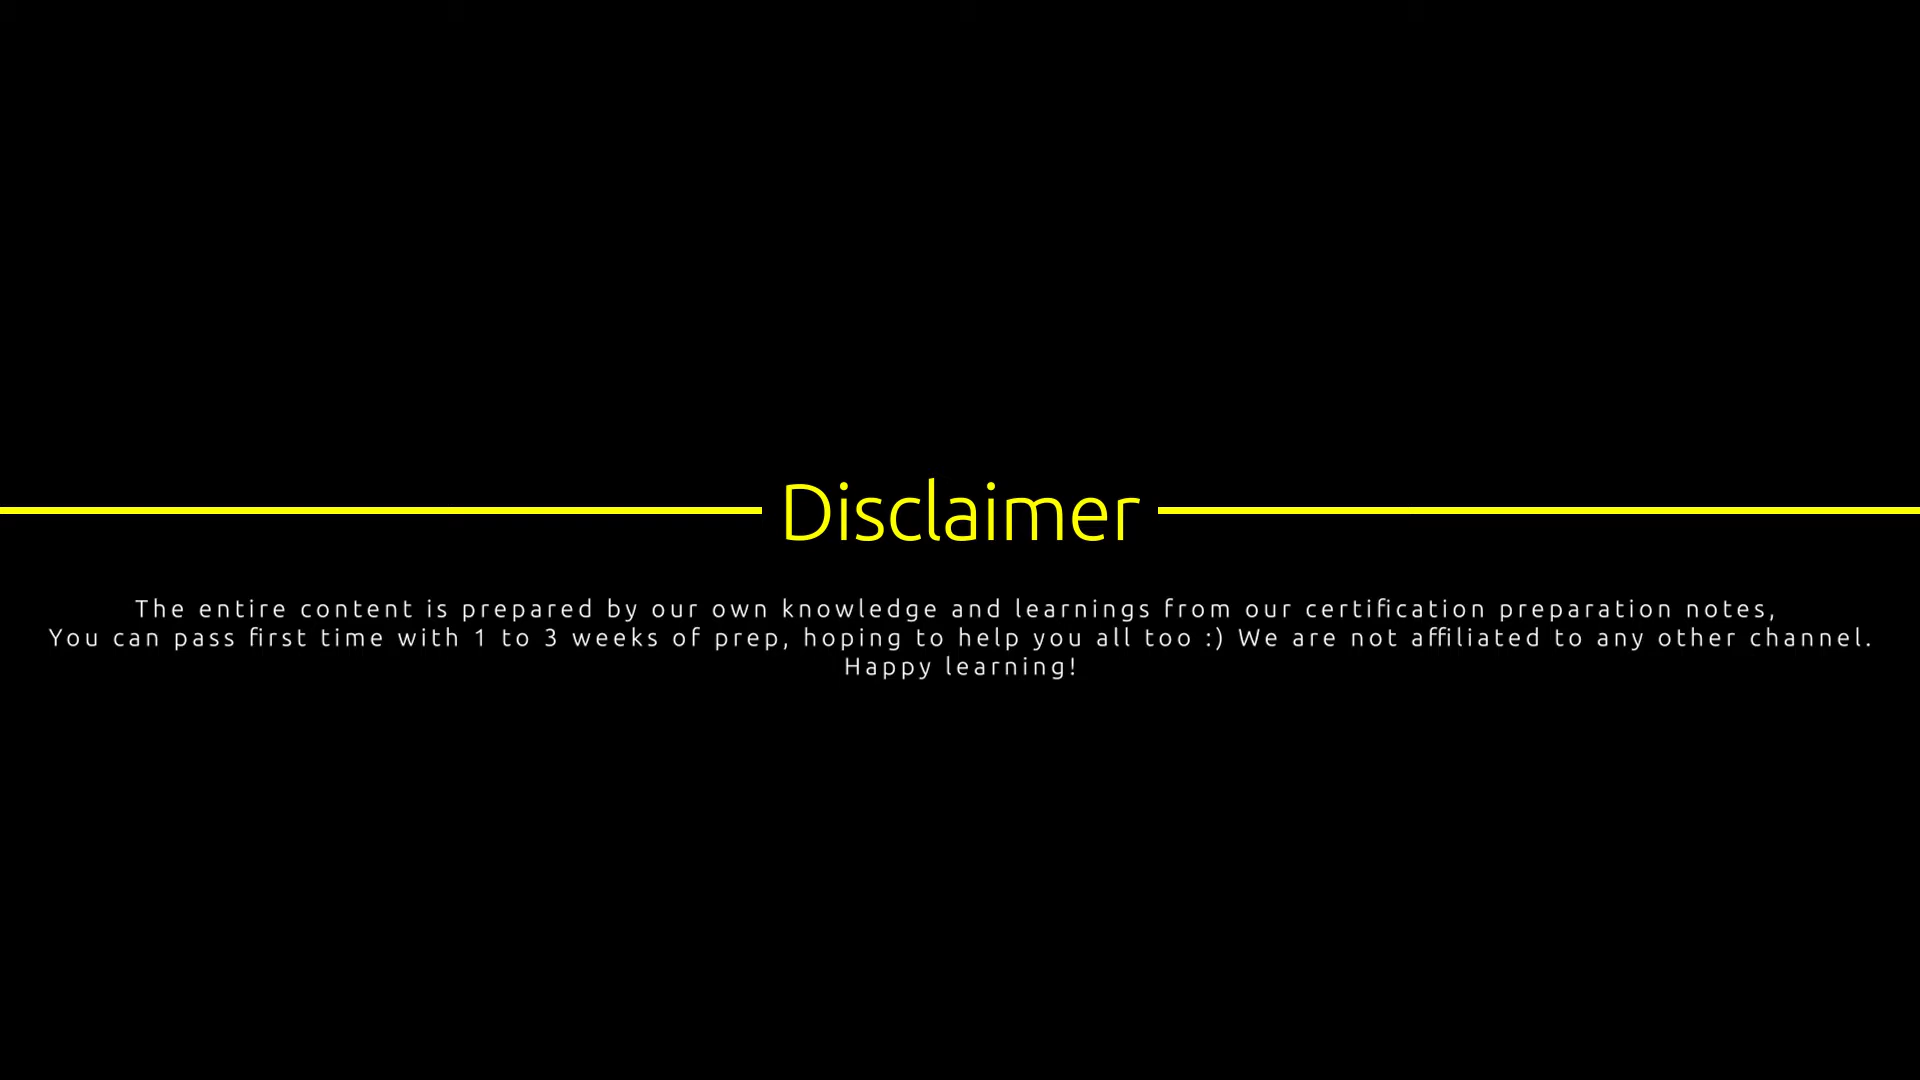 Disclaimer
The entire content is prepared by our own knowledge and learnings from our certification preparation notes,
You can pass first time with 1 to 3 weeks of prep, hoping to help you all too :) We are not affiliated to any other channel.
Happy learning!